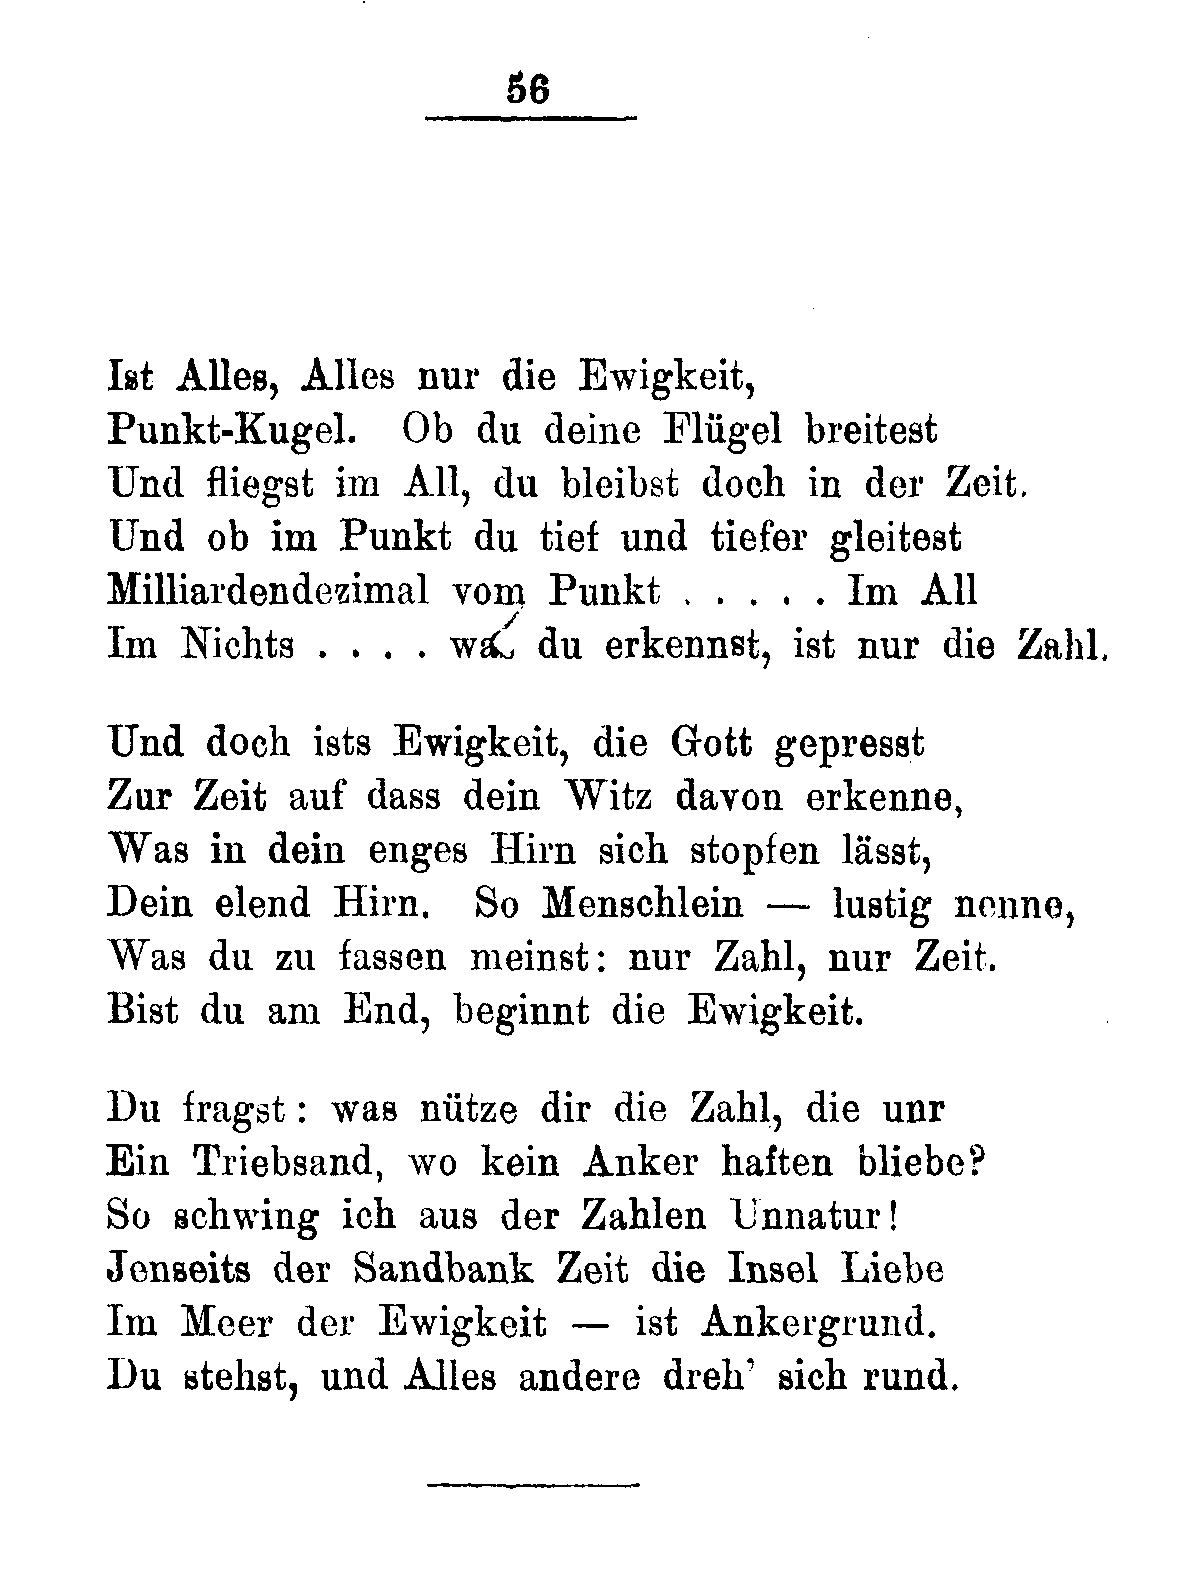 56
Ist Alles, Alles nur die Ewigkeit,
Punkt-Kugel. Ob du deine Flügel breitest
Und fliegst im All, du bleibst doch in der Zeit.
Und ob im Punkt du tief und tiefer gleitest
Milliardendezimal vom Punkt . . . . . Im All
Im Nichts . . . . du erkennst, ist nur die Zahl.
Und doch ists Ewigkeit, die Gott gepresst
Zur Zeit auf dass dein Witz davon erkenne,
Was in dein enges Hirn sich stopfen lässt,
Dein elend Hirn. So Menschlein — lustig nenne,
Was du zu fassen meinst: nur Zahl, nur Zeit.
Bist du am End, beginnt die Ewigkeit.
Du fragst: was nütze dir die Zahl, die unr
Ein Triebsand, wo kein Anker haften bliebe?
So schwing ich aus der Zahlen Unnatur!
Jenseits der Sandbank Zeit die Insel Liebe
Im Meer der Ewigkeit — ist Ankergrund.
Du stehst, und Alles andere dreh’ sich rund.